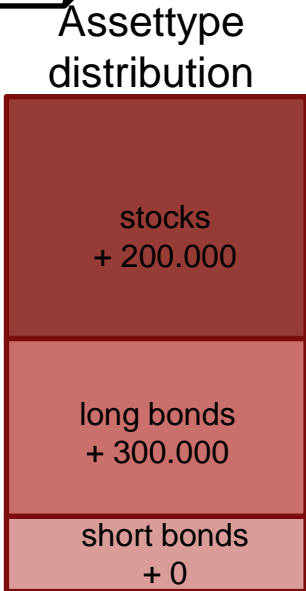 Assettype
distribution
stocks
+ 200.000
long bonds
+ 300.000
short bonds
+ 0